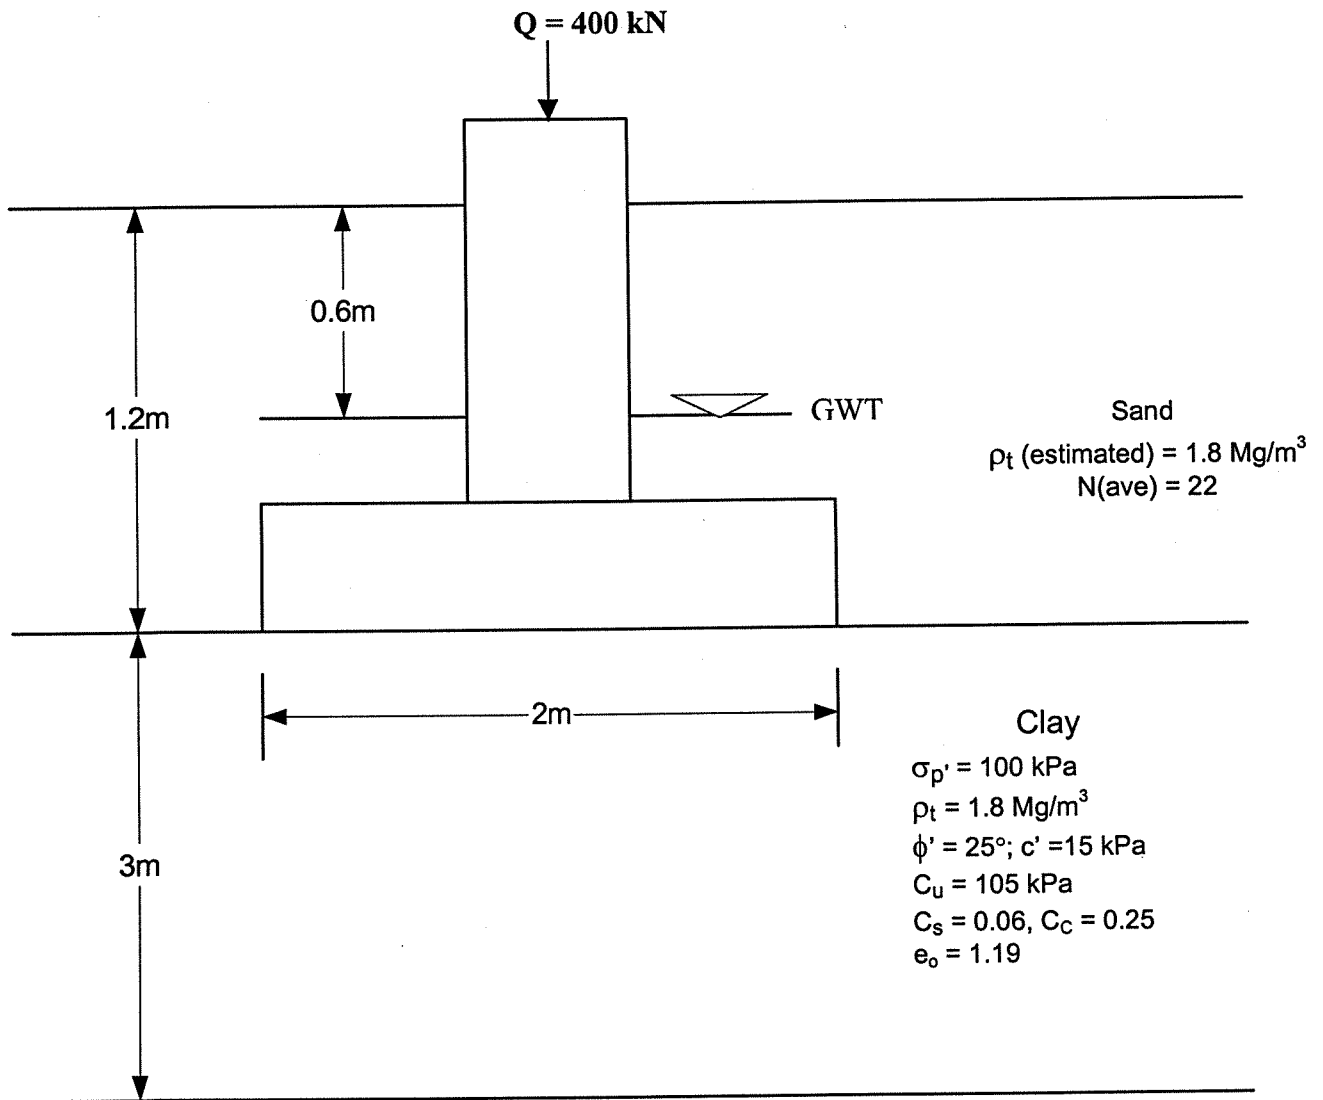 Q = 400 kN
0.6m
1.2m
GWT
Sand
ρt (estimated) = 1.8 Mg/m³
N(ave) = 22
2m
Clay
σp' = 100 kPa
ρt = 1.8 Mg/m³
ϕ' = 25°; c' =15 kPa
Cu = 105 kPa
Cs = 0.06, CC = 0.25
eo = 1.19
3m